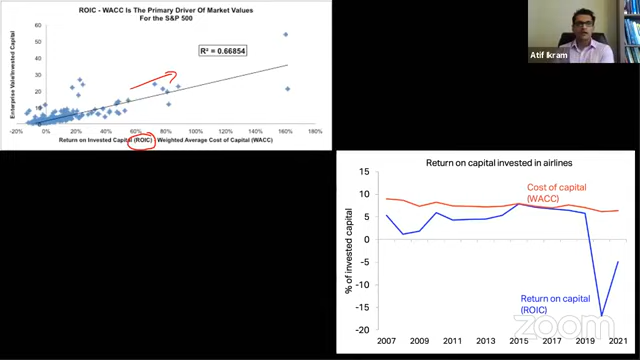 ROIC - WACC Is The Primary Driver Of Market Values
For the S&P 500
Enterprise Value/Invested Capital
60
50
40
30
20
10
0
R² = 0.66854
-20% 0% 20% 40% 60% 80% 100% 120% 140% 160% 180%
Return on Invested Capital (ROIC) Weighted Average Cost of Capital (WACC)
Atif Ikram
Return on capital invested in airlines
% of invested capital
15
10
5
0
-5
-10
-15
-20
Cost of capital
(WACC)
Return on capital
(ROIC)
2007 2009 2011 2013 2015 2017 2019 2021
zoom